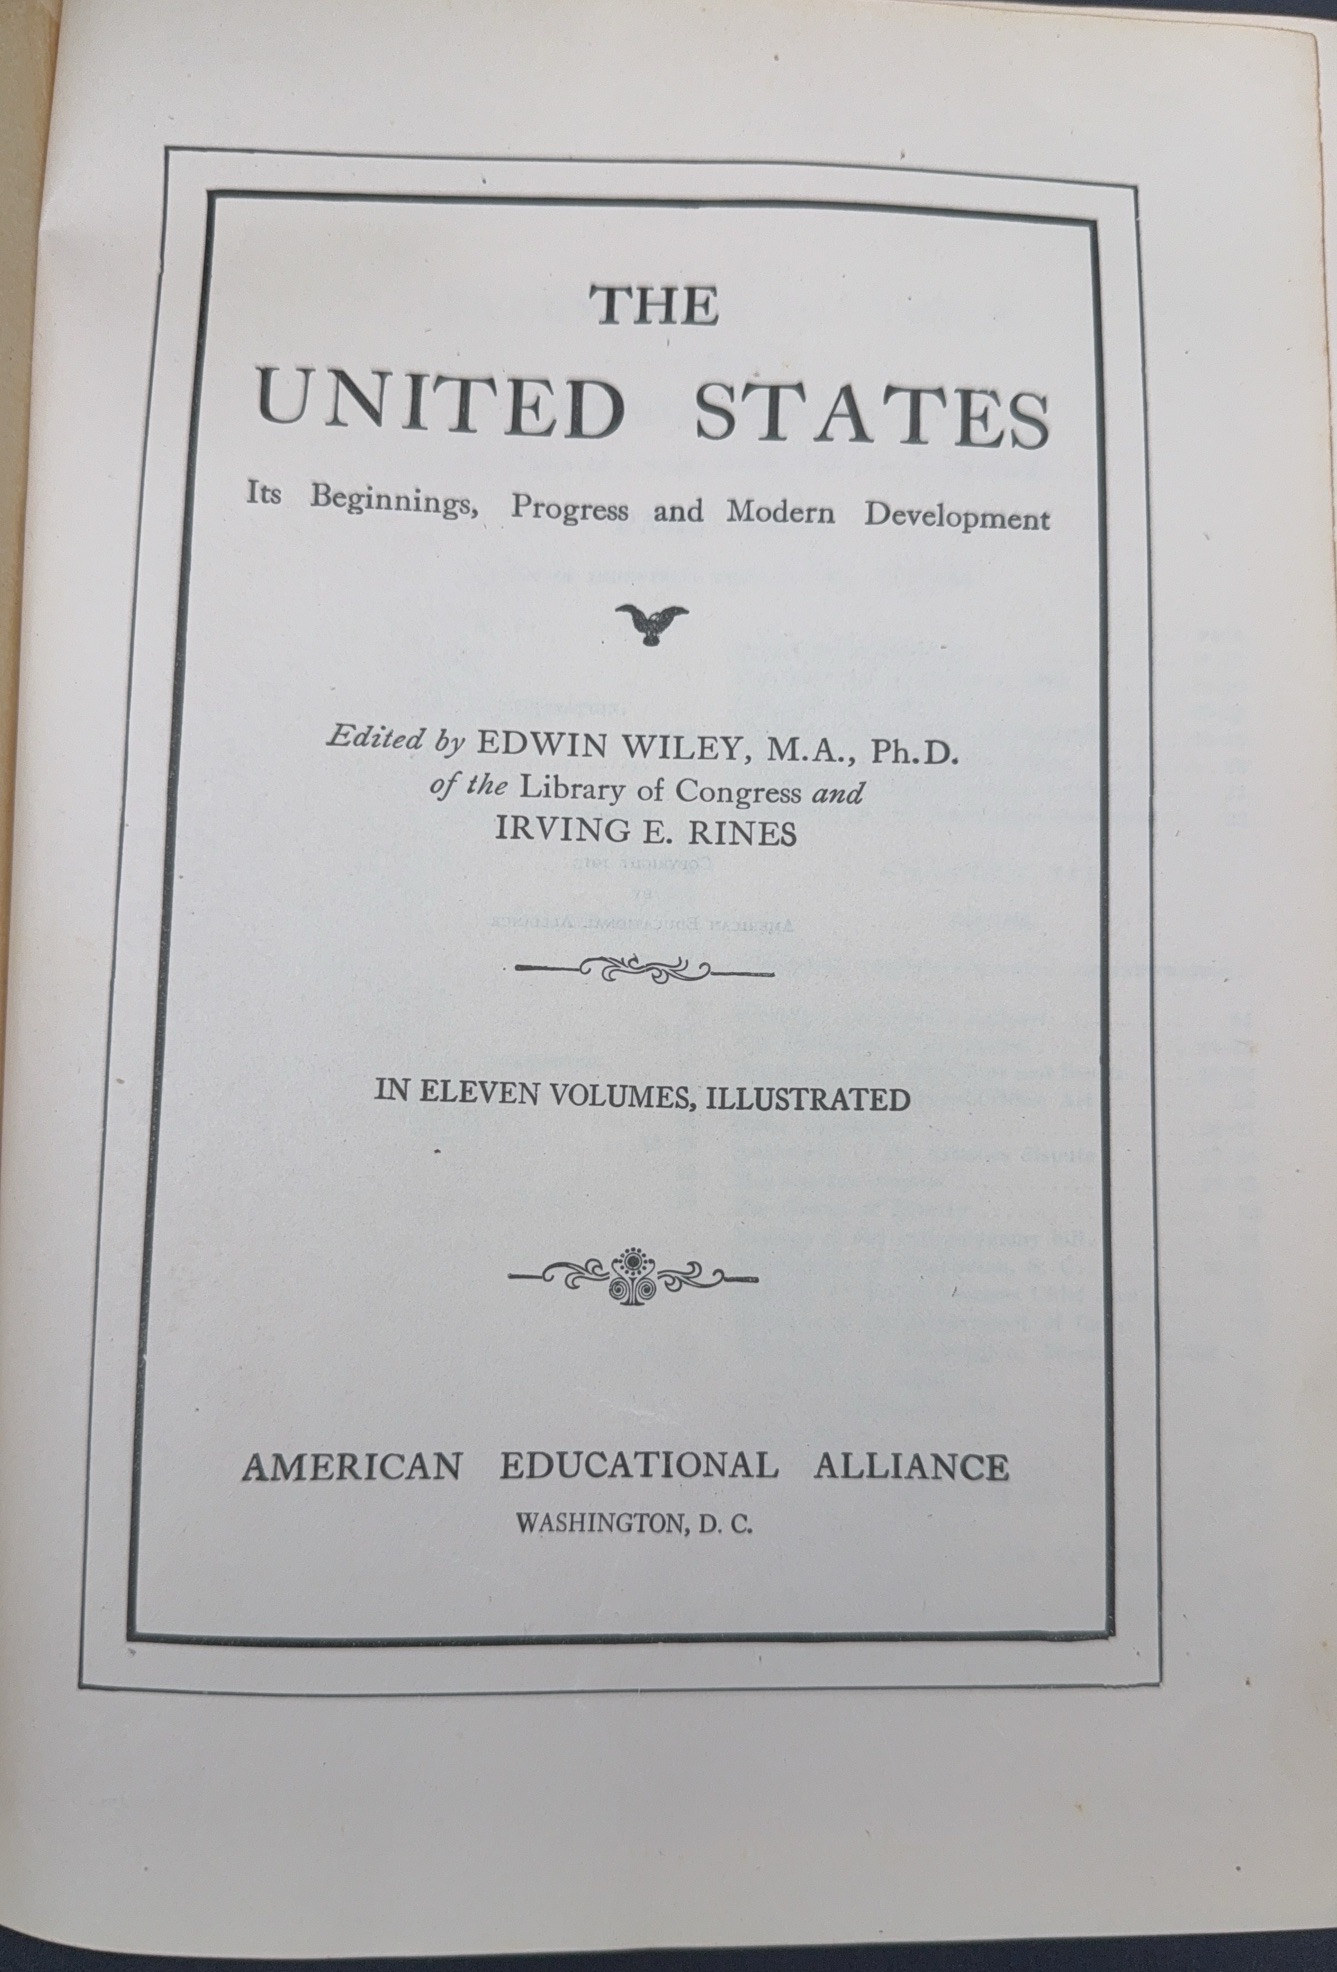 THE
UNITED STATES
Its Beginnings, Progress and Modern Development
Edited by EDWIN WILEY, M.A., Ph.D.
of the Library of Congress and
IRVING E. RINES
IN ELEVEN VOLUMES, ILLUSTRATED
AMERICAN EDUCATIONAL ALLIANCE
WASHINGTON, D. C.